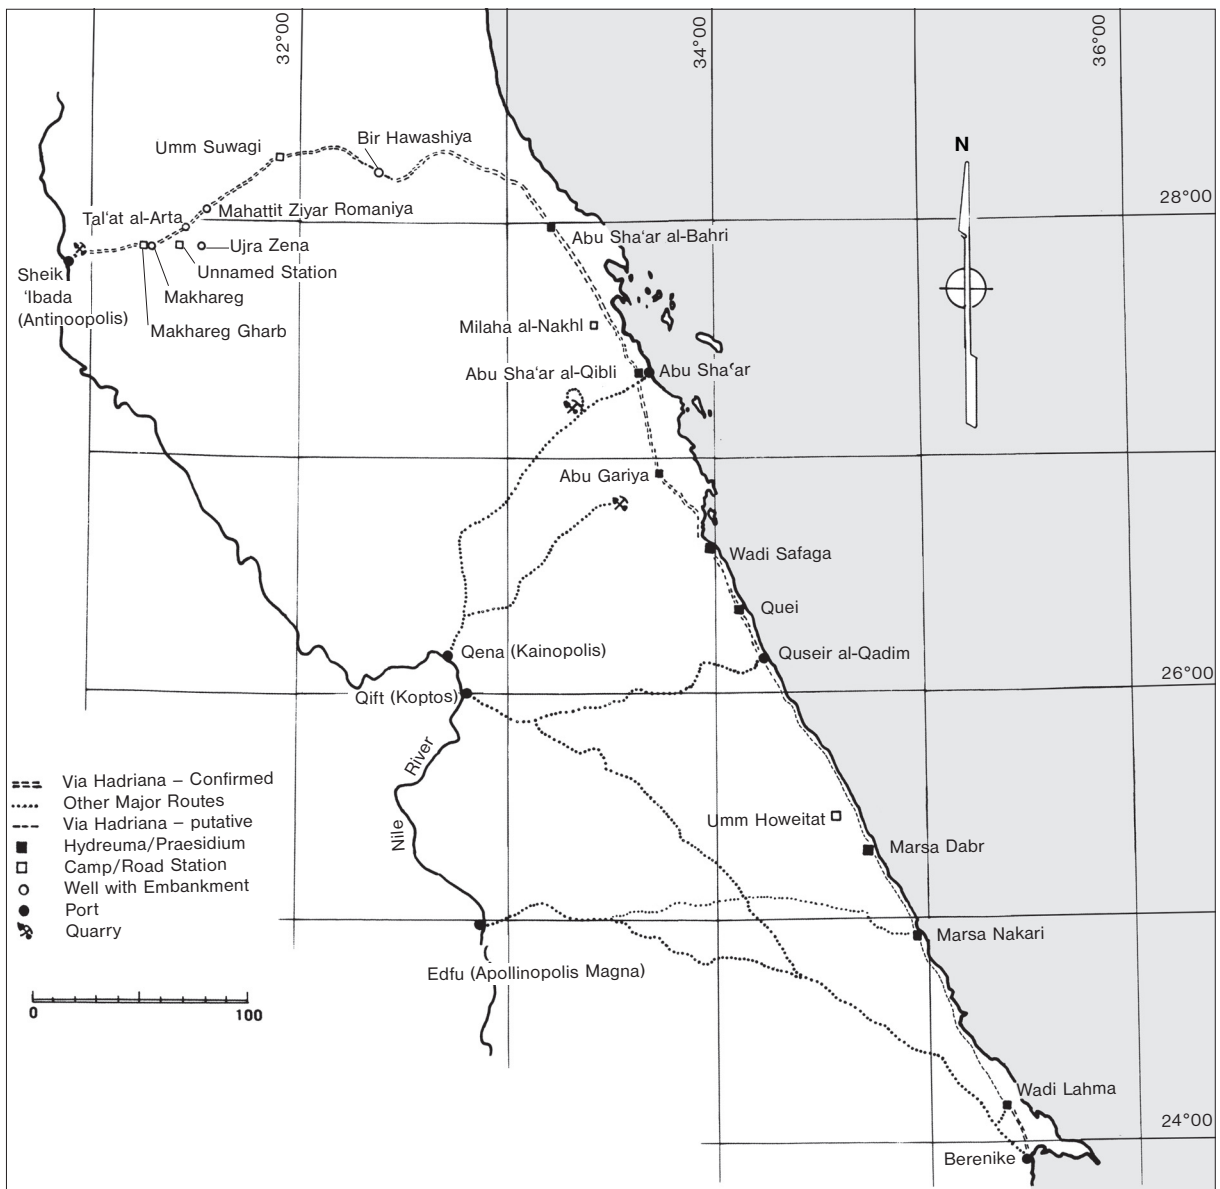 32°00
34°00
36°00
N
28°00
26°00
24°00
Umm Suwagi
Bir Hawashiya
Tal‘at al-Arta
Mahattit Ziyar Romaniya
Ujra Zena
Unnamed Station
Sheik
‘Ibada
(Antinoopolis)
Makhareg
Makhareg Gharb
Abu Sha‘ar al-Bahri
Milaha al-Nakhl
Abu Sha‘ar al-Qibli
Abu Sha‘ar
Abu Gariya
Wadi Safaga
Quei
Qena (Kainopolis)
Quseir al-Qadim
Qift (Koptos)
Nile River
Umm Howeitat
Marsa Dabr
Marsa Nakari
Edfu (Apollinopolis Magna)
Wadi Lahma
Berenike
Via Hadriana – Confirmed
Other Major Routes
Via Hadriana – putative
Hydreuma/Praesidium
Camp/Road Station
Well with Embankment
Port
Quarry
0 100